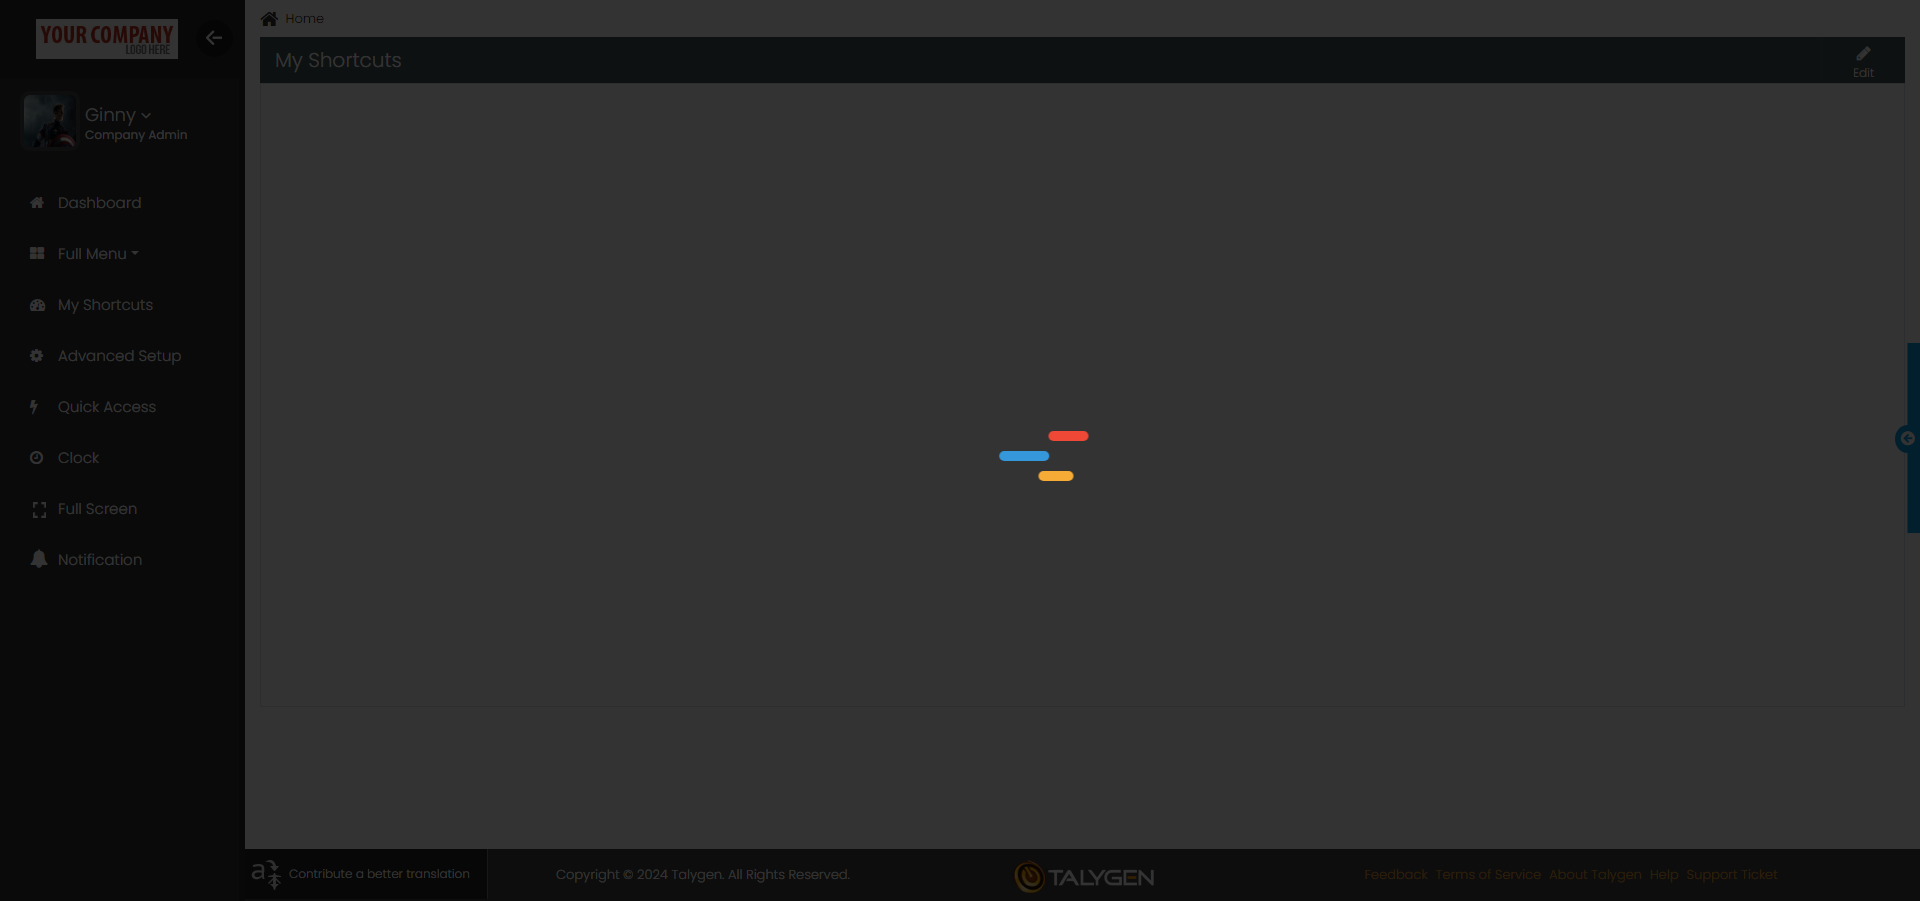 YOUR COMPANY
LOGO HERE
Home
My Shortcuts
Edit
Ginny
Company Admin
Dashboard
Full Menu
My Shortcuts
Advanced Setup
Quick Access
Clock
Full Screen
Notification
a
Contribute a better translation
Copyright © 2024 Talygen. All Rights Reserved.
TALYGEN
Feedback Terms of Service About Talygen Help Support Ticket